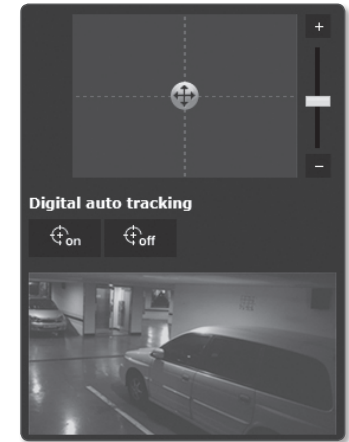 +
−
Digital auto tracking
on off